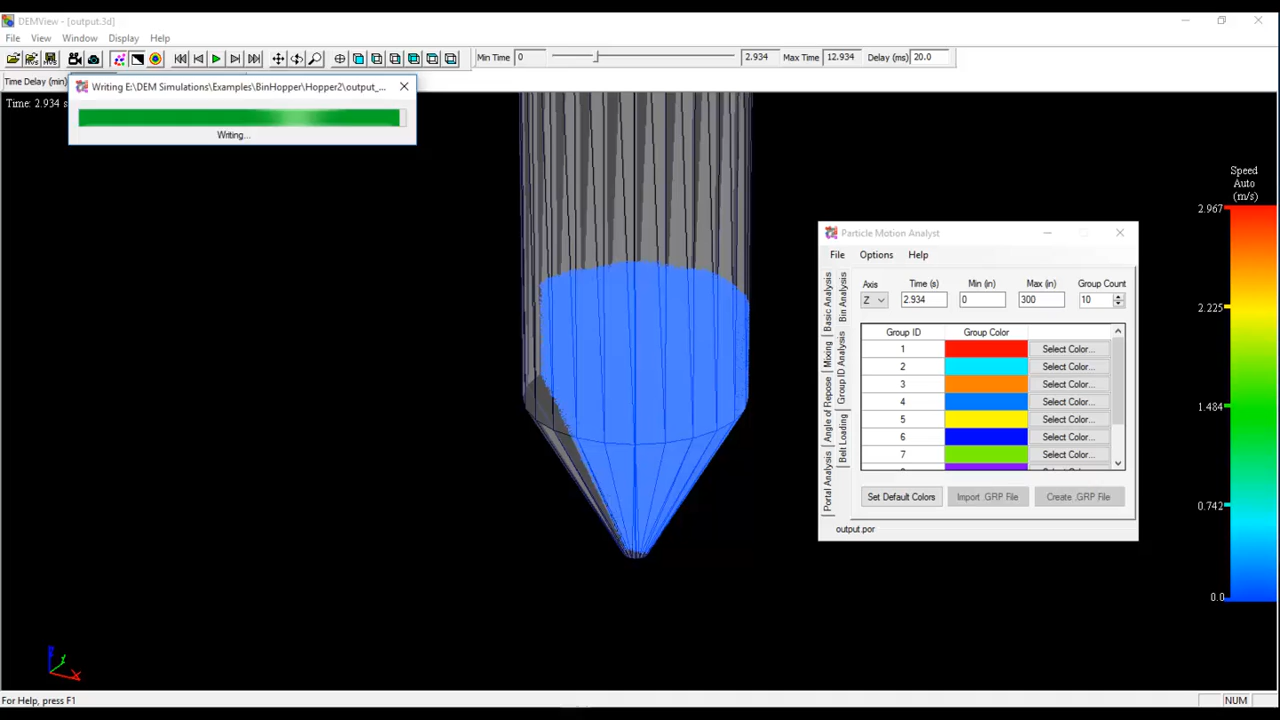 DEMView - [output.3d]
File View Window Display Help
Min Time 0 2.934 Max Time 12.934 Delay (ms) 20.0
Time Delay (min)
Writing E:\DEM Simulations\Examples\BinHopper\Hopper2\output_...
Writing...
Time: 2.934 s
Speed
Auto
(m/s)
2.967
2.225
1.484
0.742
0.0
Particle Motion Analyst
File Options Help
Basic Analysis
Bin Analysis
Mixing
Group ID Analysis
Angle of Repose
Belt Loading
Portal Analysis
Axis Time (s) Min (in) Max (in) Group Count
Z 2.934 0 300 10
Group ID Group Color
1 Select Color...
2 Select Color...
3 Select Color...
4 Select Color...
5 Select Color...
6 Select Color...
7 Select Color...
Set Default Colors Import .GRP File Create .GRP File
output.por
For Help, press F1 NUM